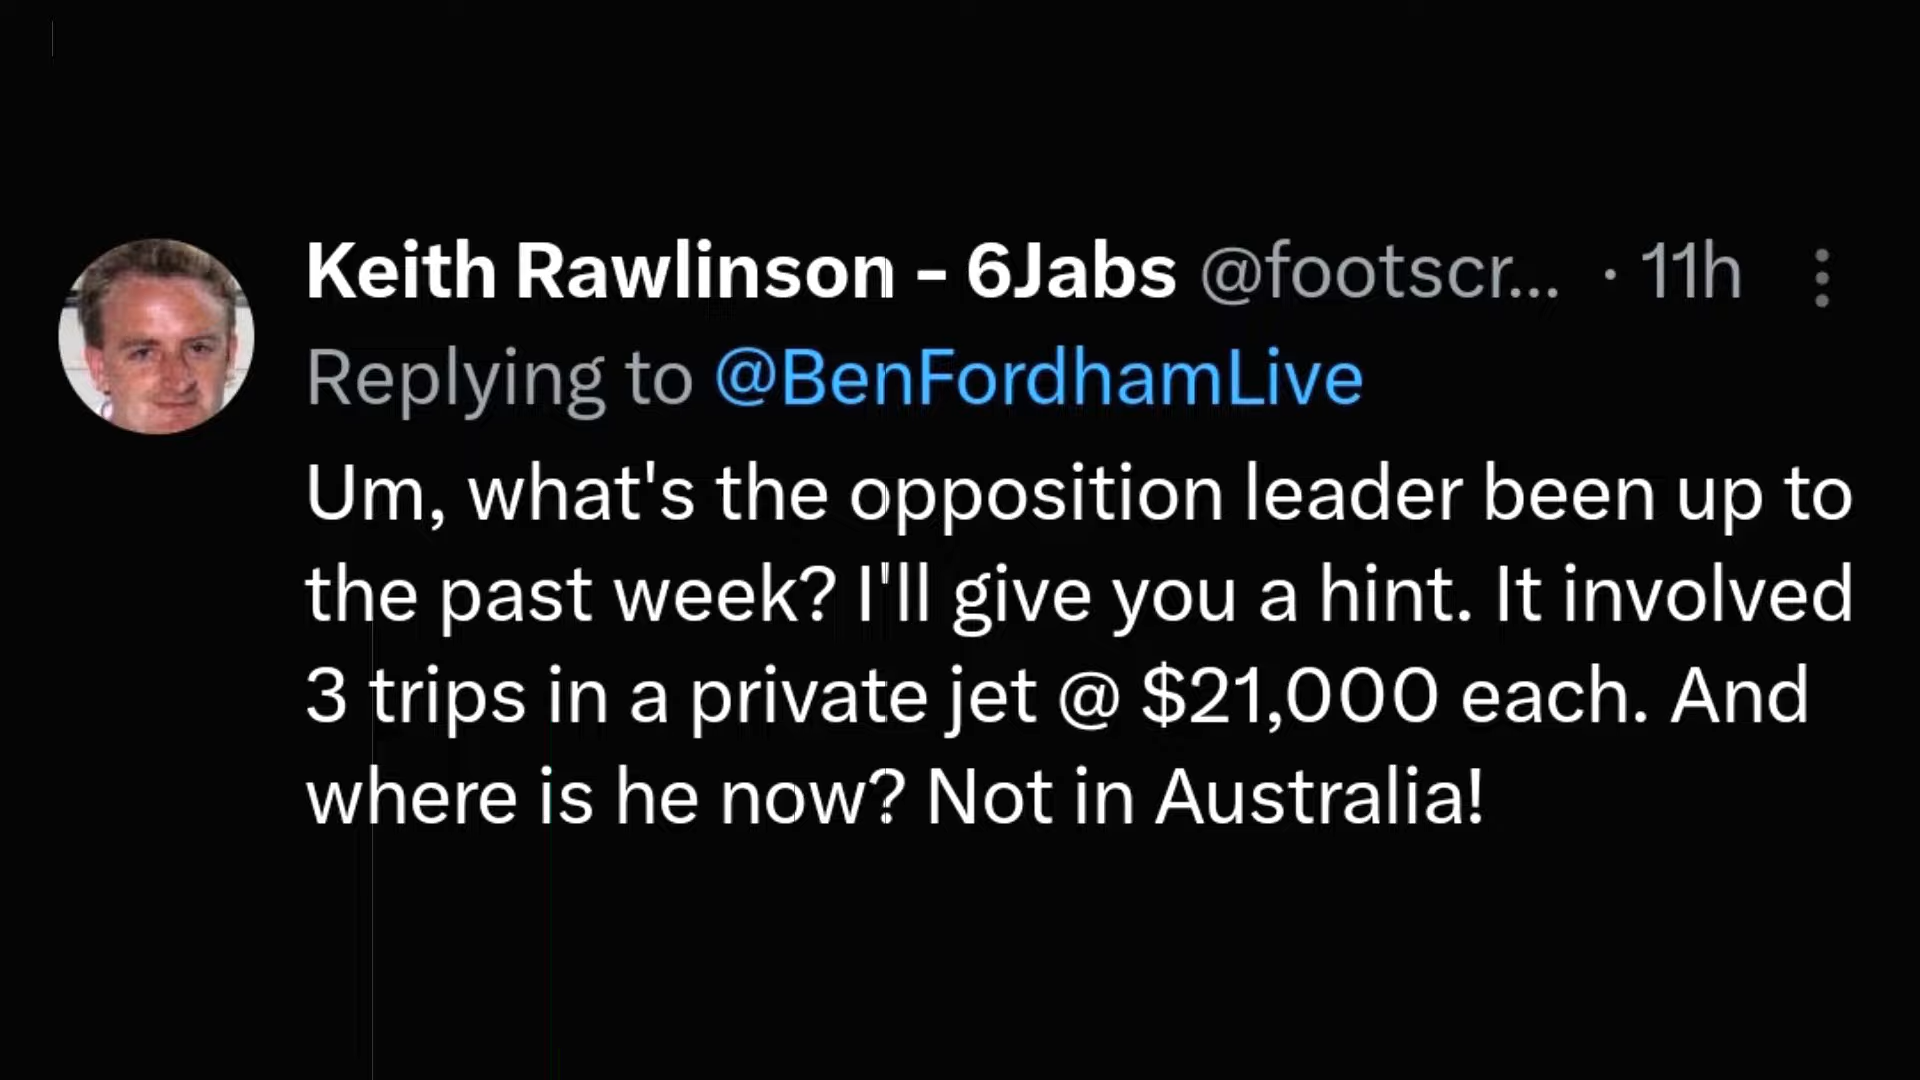 Keith Rawlinson - 6Jabs @footscr... · 11h
Replying to @BenFordhamLive
Um, what's the opposition leader been up to
the past week? I'll give you a hint. It involved
3 trips in a private jet @ $21,000 each. And
where is he now? Not in Australia!